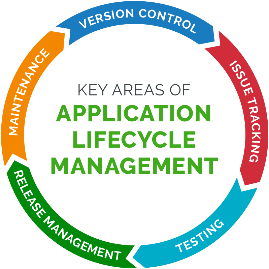 KEY AREAS OF
APPLICATION
LIFECYCLE
MANAGEMENT
VERSION CONTROL
ISSUE TRACKING
TESTING
RELEASE MANAGEMENT
MAINTENANCE